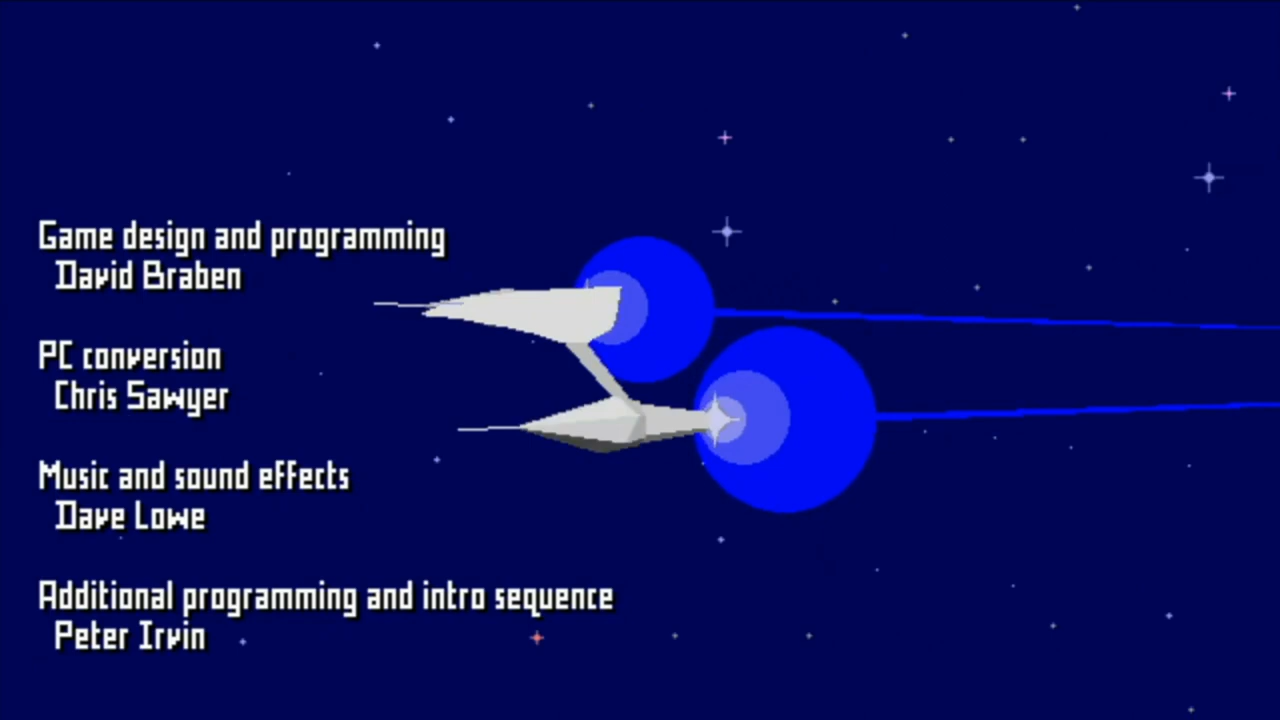 Game design and programming
David Braben
PC conversion
Chris Sawyer
Music and sound effects
Dave Lowe
Additional programming and intro sequence
Peter Irvin